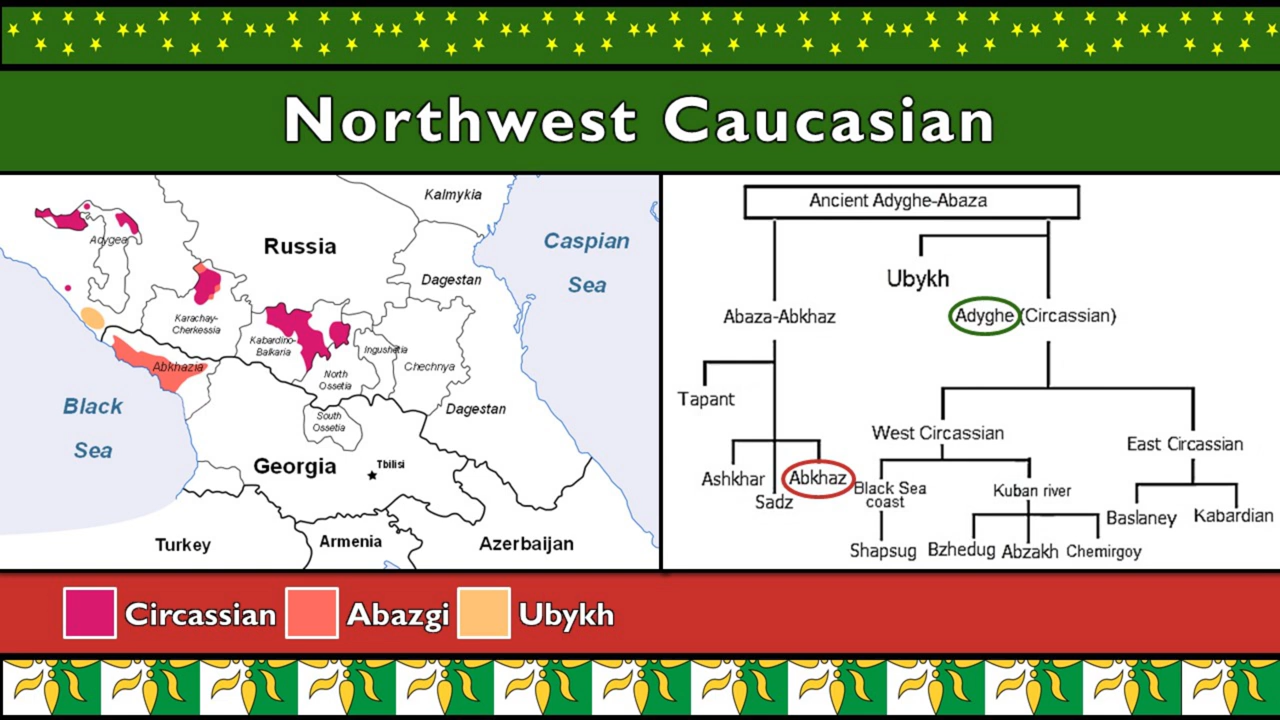 Northwest Caucasian
Kalmykia
Russia
Caspian
Sea
Adygea
Dagestan
Karachay-
Cherkessia
Kabardino-
Balkaria
Ingushetia
Chechnya
North
Ossetia
Abkhazia
Black
Sea
Dagestan
South
Ossetia
Georgia
Tbilisi
Turkey
Armenia
Azerbaijan
Ancient Adyghe-Abaza
Ubykh
Abaza-Abkhaz
Adyghe (Circassian)
Tapant
West Circassian
East Circassian
Ashkhar
Abkhaz
Sadz
Black Sea
coast
Kuban river
Baslaney
Kabardian
Shapsug
Bzhedug
Abzakh
Chemirgoy
Circassian
Abazgi
Ubykh